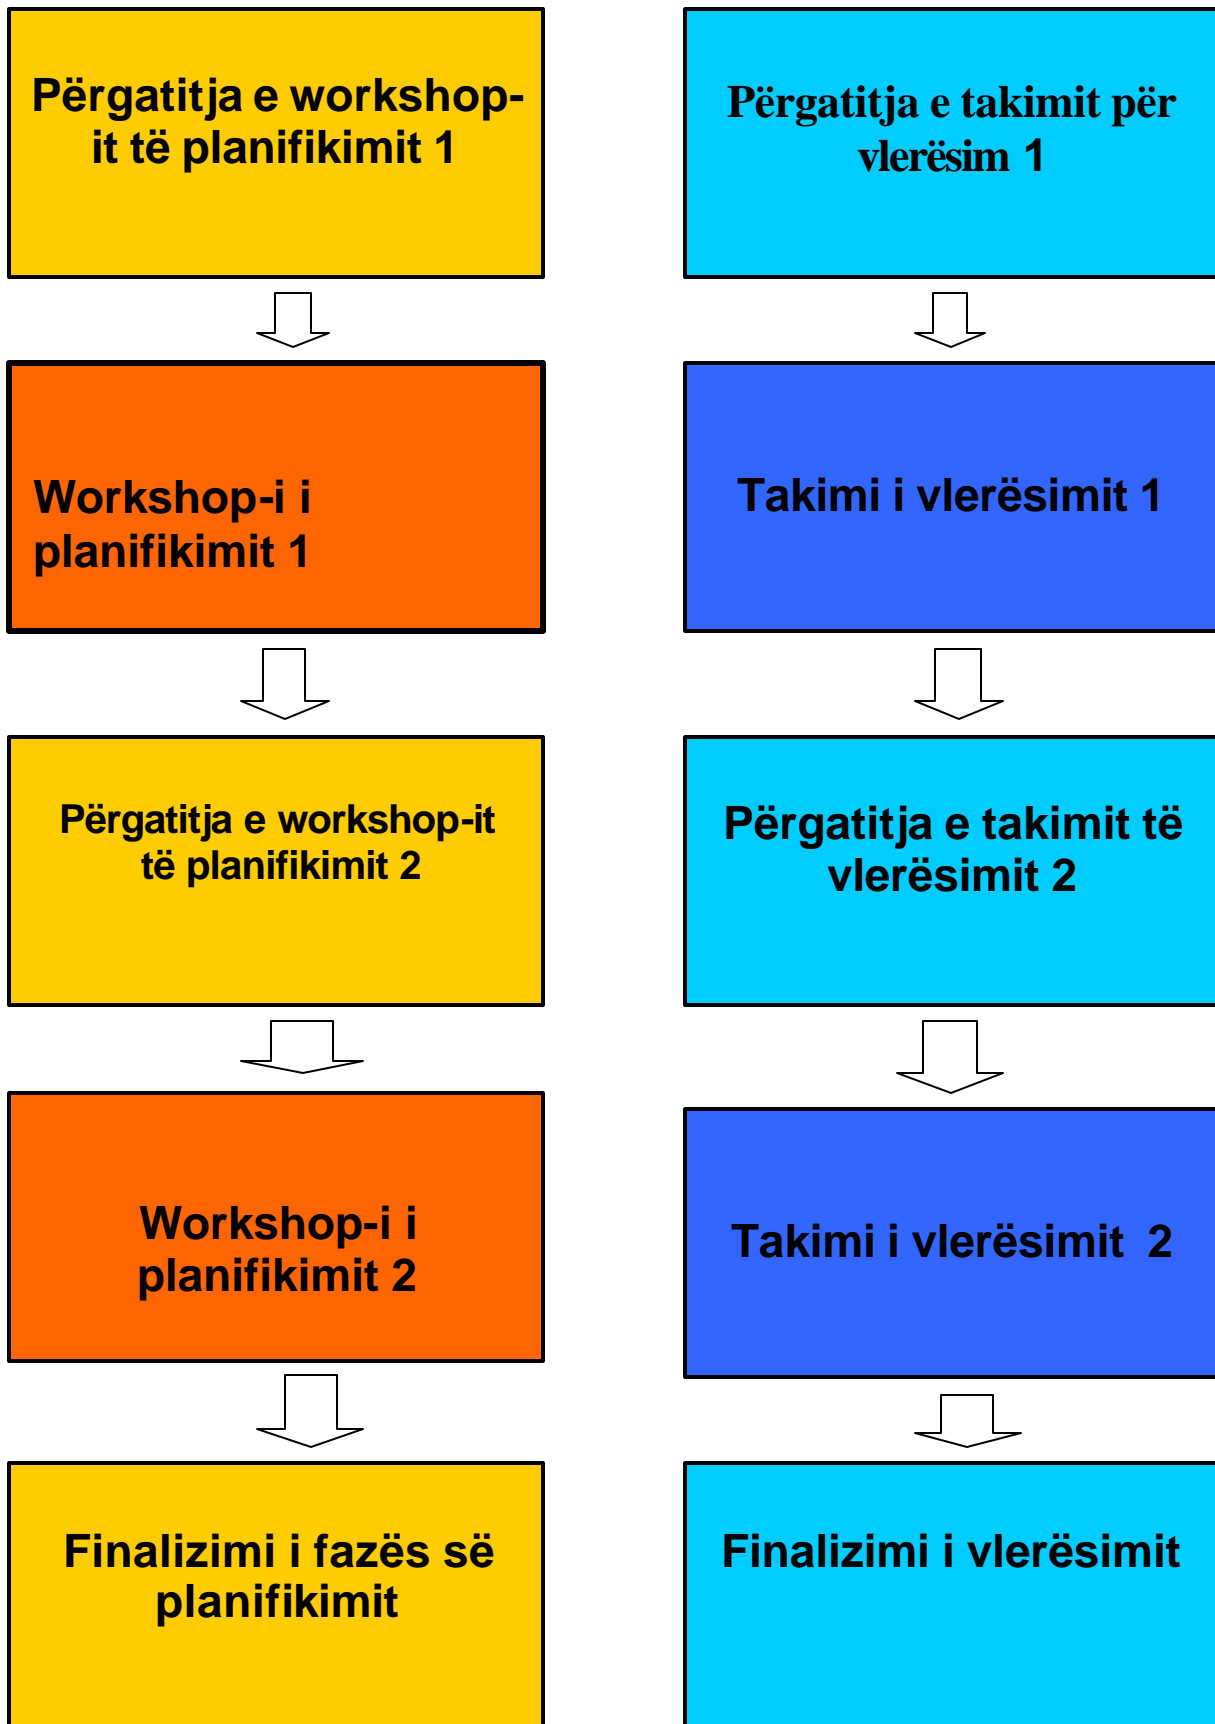 Përgatitja e workshop-
it të planifikimit 1
Përgatitja e takimit për
vlerësim 1
Workshop-i i
planifikimit 1
Takimi i vlerësimit 1
Përgatitja e workshop-it
të planifikimit 2
Përgatitja e takimit të
vlerësimit 2
Workshop-i i
planifikimit 2
Takimi i vlerësimit 2
Finalizimi i fazës së
planifikimit
Finalizimi i vlerësimit